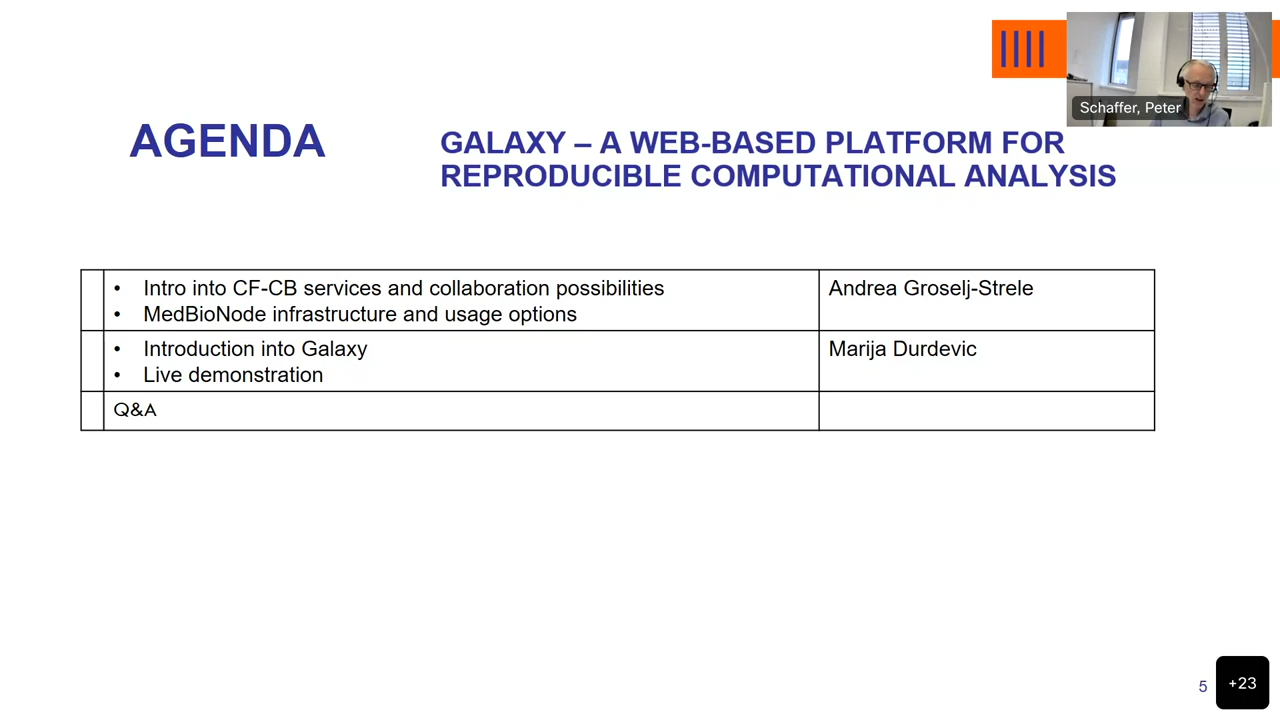 Schaffer, Peter
AGENDA
GALAXY – A WEB-BASED PLATFORM FOR
REPRODUCIBLE COMPUTATIONAL ANALYSIS
• Intro into CF-CB services and collaboration possibilities
• MedBioNode infrastructure and usage options
Andrea Groselj-Strele
• Introduction into Galaxy
• Live demonstration
Marija Durdevic
Q&A
5
+23